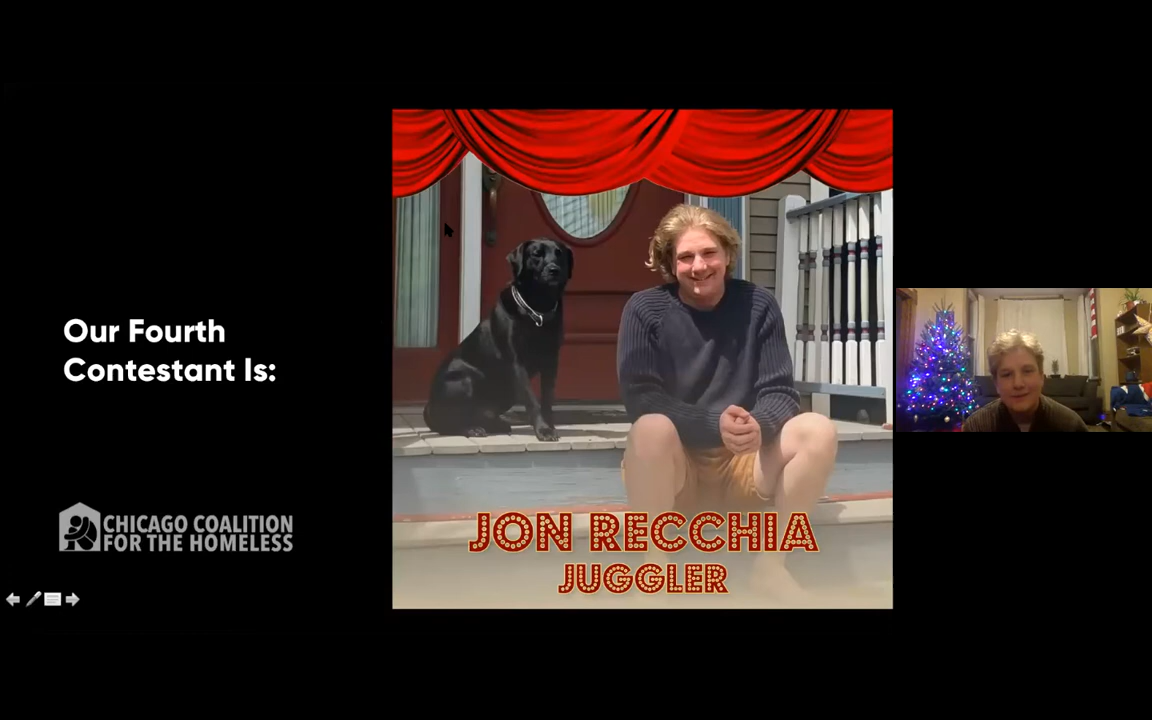 Our Fourth
Contestant Is:
CHICAGO COALITION
FOR THE HOMELESS
JON RECCHIA
JUGGLER